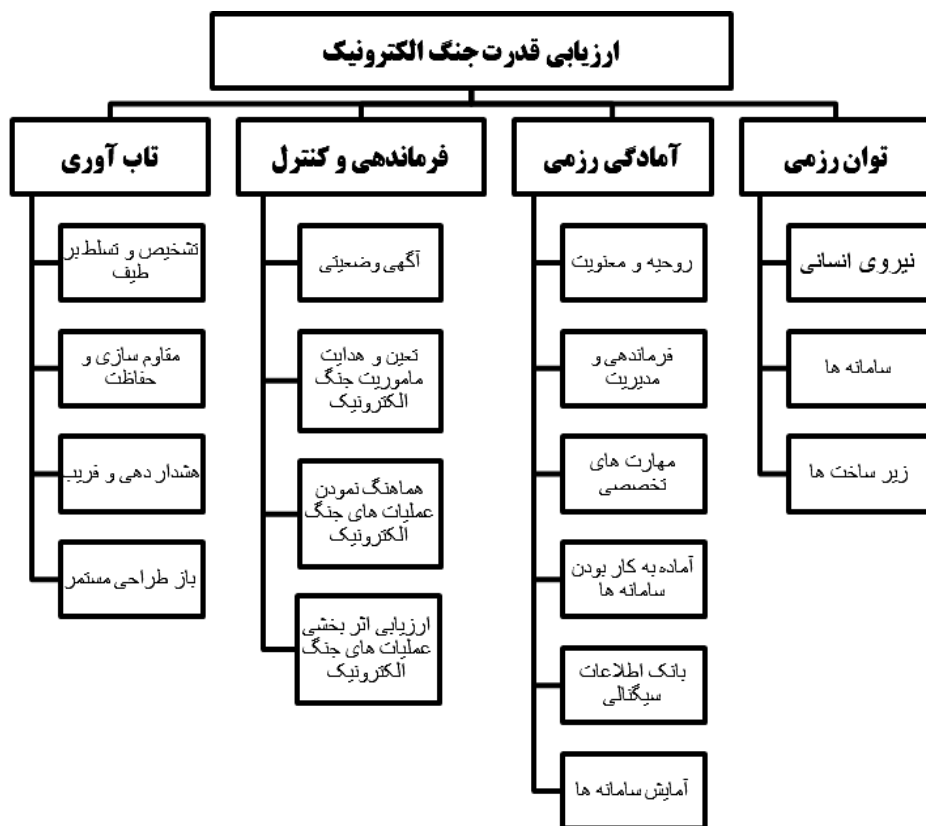 ارزیابی قدرت جنگ الکترونیک
توان رزمی
نیروی انسانی
سامانه ها
زیر ساخت ها
آمادگی رزمی
روحیه و معنویت
فرماندهی و
مدیریت
مهارت های
تخصصی
آماده به کار بودن
سامانه ها
بانک اطلاعات
سیگنالی
آمایش سامانه ها
فرماندهی و کنترل
آگهی وضعیتی
تعین و هدایت
ماموریت جنگ
الکترونیک
هماهنگ نمودن
عملیات های جنگ
الکترونیک
ارزیابی اثر بخشی
عملیات های جنگ
الکترونیک
تاب آوری
تشخیص و تسلط بر
طیف
مقاوم سازی و
حفاظت
هشدار دهی و فریب
باز طراحی مستمر